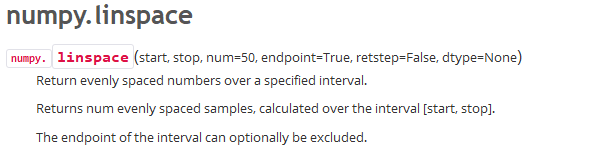 numpy.linspace
numpy. linspace(start, stop, num=50, endpoint=True, retstep=False, dtype=None)
Return evenly spaced numbers over a specified interval.
Returns num evenly spaced samples, calculated over the interval [start, stop].
The endpoint of the interval can optionally be excluded.